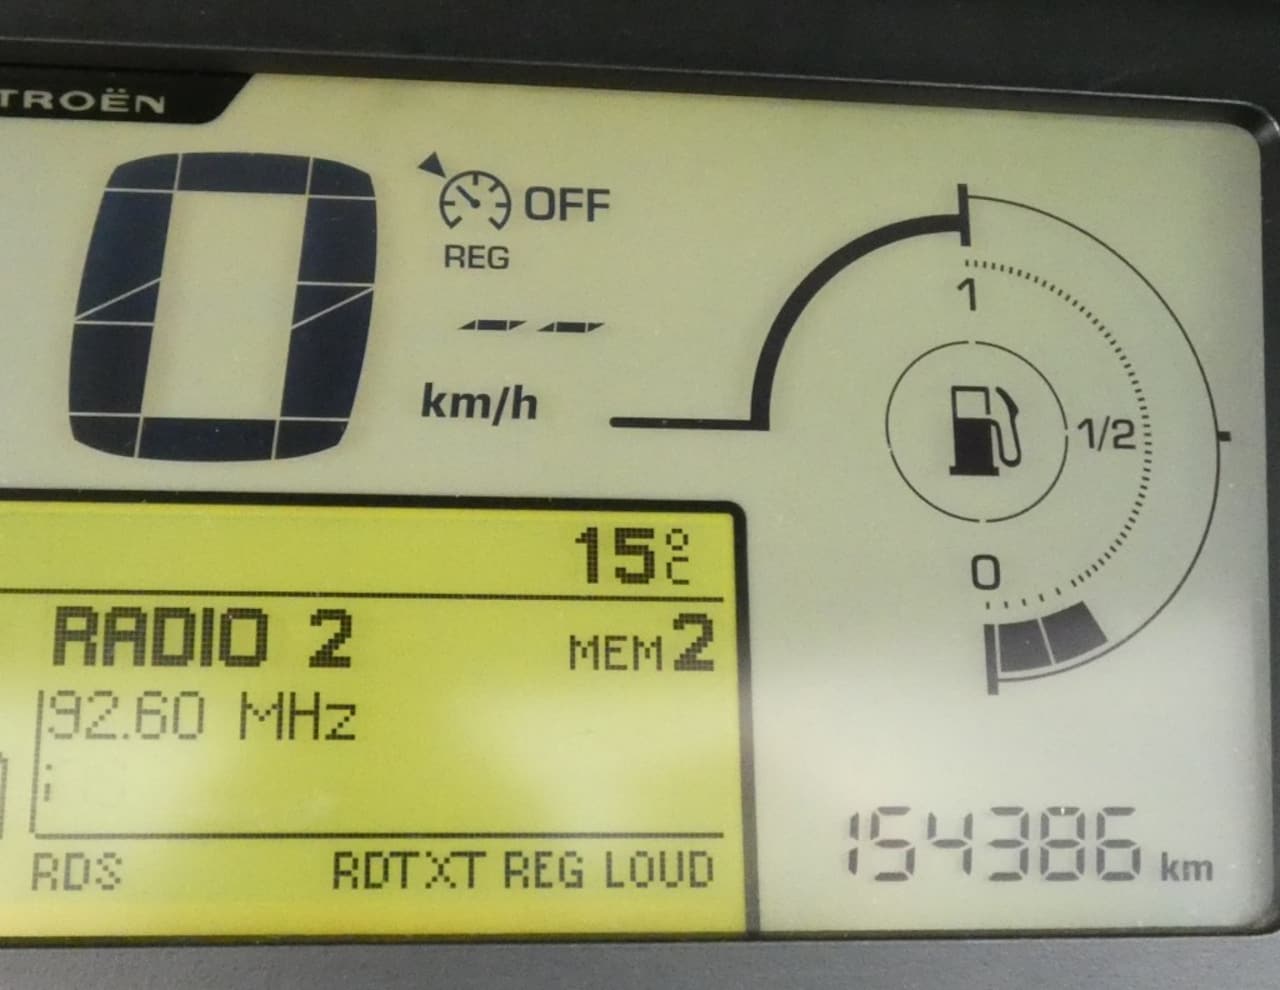 TROËN
0
OFF
REG
-- --
km/h
1
1/2
0
15°C
RADIO 2
MEM 2
92.60 MHz
RDS RDTXT REG LOUD
154386 km